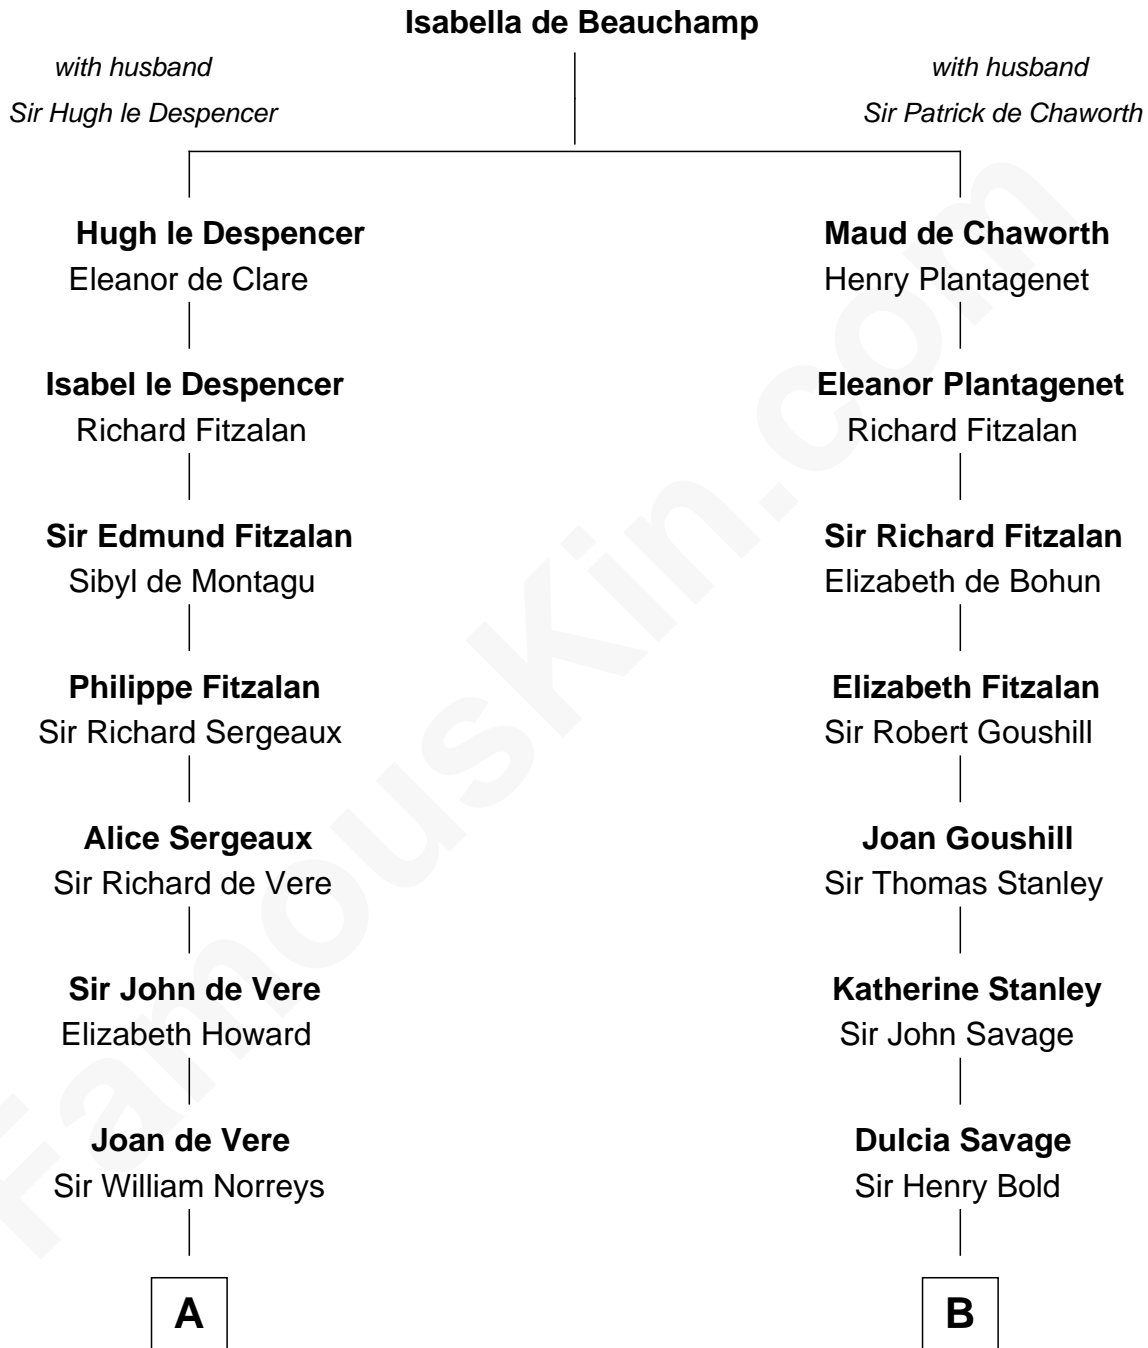 Isabella de Beauchamp
with husband
Sir Hugh le Despencer
with husband
Sir Patrick de Chaworth
Hugh le Despencer
Eleanor de Clare
Maud de Chaworth
Henry Plantagenet
Isabel le Despencer
Richard Fitzalan
Eleanor Plantagenet
Richard Fitzalan
Sir Edmund Fitzalan
Sibyl de Montagu
Sir Richard Fitzalan
Elizabeth de Bohun
Philippe Fitzalan
Sir Richard Sergeaux
Elizabeth Fitzalan
Sir Robert Goushill
Alice Sergeaux
Sir Richard de Vere
Joan Goushill
Sir Thomas Stanley
Sir John de Vere
Elizabeth Howard
Katherine Stanley
Sir John Savage
Joan de Vere
Sir William Norreys
Dulcia Savage
Sir Henry Bold
A
B
FamousKin.com